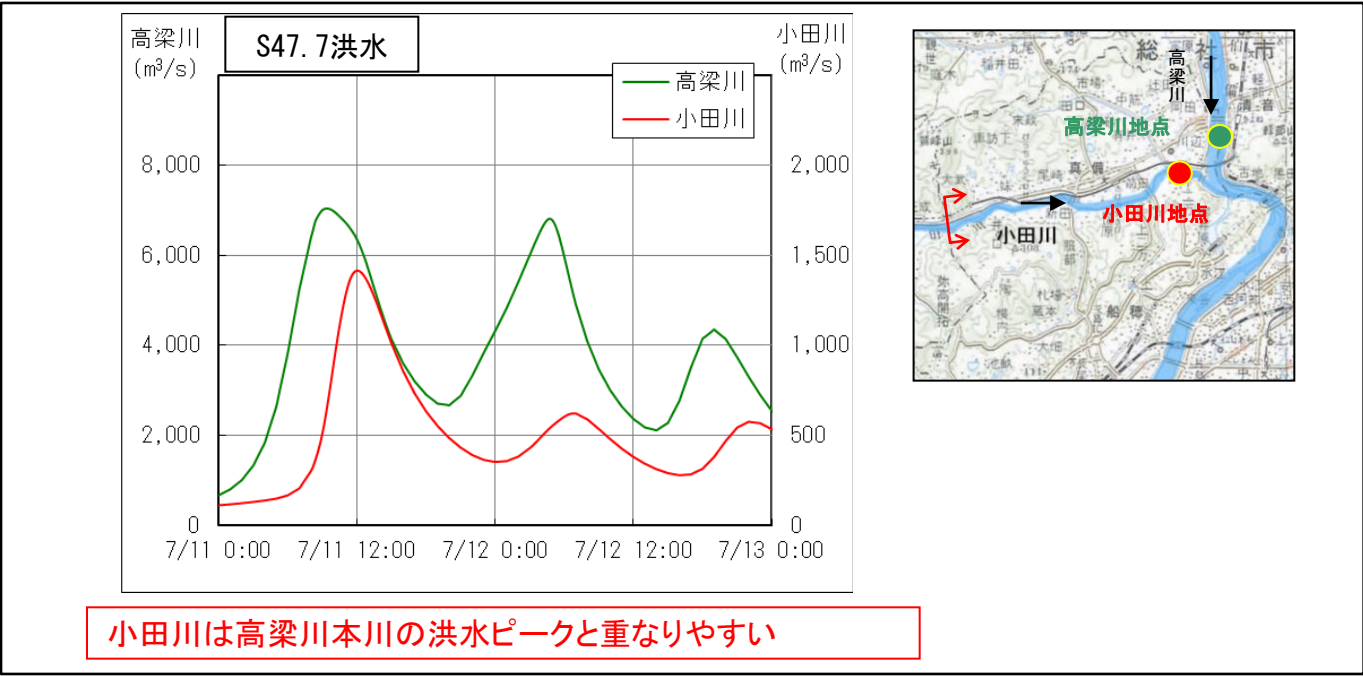 高梁川
(m³/s)
S47.7洪水
小田川
(m³/s)
高梁川
小田川
8,000
6,000
4,000
2,000
0
2,000
1,500
1,000
500
0
7/11 0:00
7/11 12:00
7/12 0:00
7/12 12:00
7/13 0:00
総社市
高梁川
高梁川地点
真備
小田川地点
小田川
船穂
小田川は高梁川本川の洪水ピークと重なりやすい